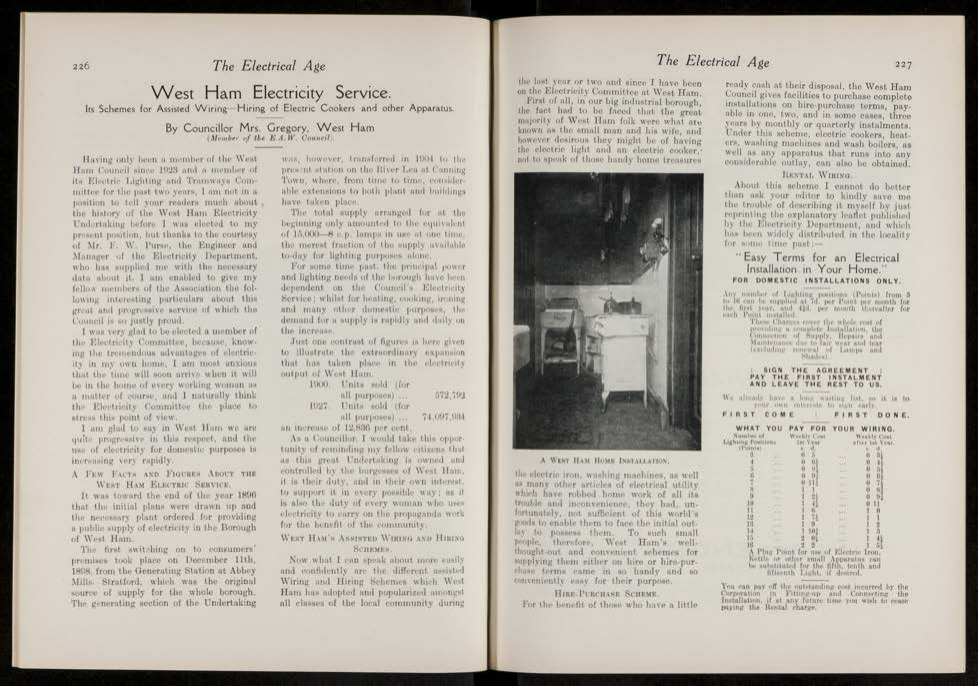 226
The Electrical Age
West Ham Electricity Service.
Its Schemes for Assisted Wiring—Hiring of Electric Cookers and other Apparatus.
By Councillor Mrs. Gregory, West Ham
(Member of the E.A.W. Council).
Having only been a member of the West
Ham Council since 1923 and a member of
its Electric Lighting and Tramways Com-
mittee for the past two years, I am not in a
position to tell your readers much about
the history of the West Ham Electricity
Undertaking before I was elected to my
present position, but thanks to the courtesy
of Mr. F. W. Purse, the Engineer and
Manager of the Electricity Department,
who has supplied me with the necessary
data about it, I am enabled to give my
fellow members of the Association the fol-
lowing interesting particulars about this
great and progressive service of which the
Council is so justly proud.
I was very glad to be elected a member of
the Electricity Committee, because, know-
ing the tremendous advantages of electric-
ity in my own home, I am most anxious
that the time will soon arrive when it will
be in the home of every working woman as
a matter of course, and I naturally think
the Electricity Committee the place to
stress this point of view.
I am glad to say in West Ham we are
quite progressive in this respect, and the
use of electricity for domestic purposes is
increasing very rapidly.
A Few Facts and Figures About the
West Ham Electric Service.
It was toward the end of the year 1896
that the initial plans were drawn up and
the necessary plant ordered for providing
a public supply of electricity in the Borough
of West Ham.
The first switching on to consumers'
premises took place on December 11th,
1898, from the Generating Station at Abbey
Mills, Stratford, which was the original
source of supply for the whole borough.
The generating section of the Undertaking
was, however, transferred in 1904 to the
present station on the River Lea at Canning
Town, where, from time to time, consider-
able extensions to both plant and buildings
have taken place.
The total supply arranged for at the
beginning only amounted to the equivalent
of 15,000—8 c.p. lamps in use at one time,
the merest fraction of the supply available
to-day for lighting purposes alone.
For some time past the principal power
and lighting needs of the borough have been
dependent on the Council's Electricity
Service; whilst for heating, cooking, ironing
and many other domestic purposes, the
demand for a supply is rapidly and daily on
the increase.
Just one contrast of figures is here given
to illustrate the extraordinary expansion
that has taken place in the electricity
output of West Ham.
1900. Units sold (for
all purposes) ... 572,792
1927. Units sold (for
all purposes) ... 74,097,934
an increase of 12,836 per cent.
As a Councillor, I would take this oppor-
tunity of reminding my fellow citizens that
as this great Undertaking is owned and
controlled by the burgesses of West Ham,
it is their duty, and in their own interest,
to support it in every possible way; as it
is also the duty of every woman who uses
electricity to carry on the propaganda work
for the benefit of the community.
West Ham's Assisted Wiring and Hiring
Schemes.
Now what I can speak about more easily
and confidently are the different assisted
Wiring and Hiring Schemes which West
Ham has adopted and popularized amongst
all classes of the local community during
The Electrical Age
227
the last year or two and since I have been
on the Electricity Committee at West Ham.
First of all, in our big industrial borough,
the fact had to be faced that the great
majority of West Ham folk were what are
known as the small man and his wife, and
however desirous they might be of having
the electric light and an electric cooker,
not to speak of those handy home treasures
A West Ham Home Installation.
the electric iron, washing machines, as well
as many other articles of electrical utility
which have robbed home work of all its
trouble and inconvenience, they had, un-
fortunately, not sufficient of this world's
goods to enable them to face the initial out-
lay to possess them. To such small
people, therefore, West Ham's well-
thought-out and convenient schemes for
supplying them either on hire or hire-pur-
chase terms came in so handy and so
conveniently easy for their purpose.
Hire-Purchase Scheme.
For the benefit of those who have a little
ready cash at their disposal, the West Ham
Council gives facilities to purchase complete
installations on hire-purchase terms, pay-
able in one, two, and in some cases, three
years by monthly or quarterly instalments.
Under this scheme, electric cookers, heat-
ers, washing machines and wash boilers, as
well as any apparatus that runs into any
considerable outlay, can also be obtained.
Rental Wiring.
About this scheme I cannot do better
than ask your editor to kindly save me
the trouble of describing it myself by just
reprinting the explanatory leaflet published
by the Electricity Department, and which
has been widely distributed in the locality
for some time past:—
"Easy Terms for an Electrical
Installation in Your Home."
FOR DOMESTIC INSTALLATIONS ONLY.
Any number of Lighting positions (Points) from 3
to 16 can be supplied at 7d. per Point per month for
the first year, and 4½d. per month thereafter for
each Point installed.
These Charges cover the whole cost of
providing a complete Installation, the
Connection of Supply, Repairs and
Maintenance due to fair wear and tear
(excluding renewal of Lamps and
Shades).
SIGN THE AGREEMENT
PAY THE FIRST INSTALMENT
AND LEAVE THE REST TO US.
We already have a long waiting list, so it is to
your own interests to sign early.
FIRST COME : FIRST DONE.
WHAT YOU PAY FOR YOUR WIRING.
Number of Weekly Cost Weekly Cost
Lighting Positions 1st Year after 1st Year.
(Points) s. d. s. d.
3 ... 0 5 ...
4 ... 0 6½ ...
5 ...
6 ...
7 ... 0 11½ ...
8 ... 1 1 ...
9 ... 1 2½ ...
10 ... 1 4½ ... 0 11
11 ... 1 6 ... 1 0
12 ... 1 7½ ... 1 1
13 ... 1 9 ... 1 2
14 ... 1 10½ ... 1 3
15 ... 2 0½ ... 1 4½
16 ... 2 2 ... 1 5½
A Plug Point for use of Electric Iron,
Kettle or other small Apparatus can
be substituted for the fifth, tenth and
fifteenth Light, if desired.
You can pay off the outstanding cost incurred by the
Corporation in Fitting-up and Connecting the
Installation, if at any future time you wish to cease
paying the Rental charge.